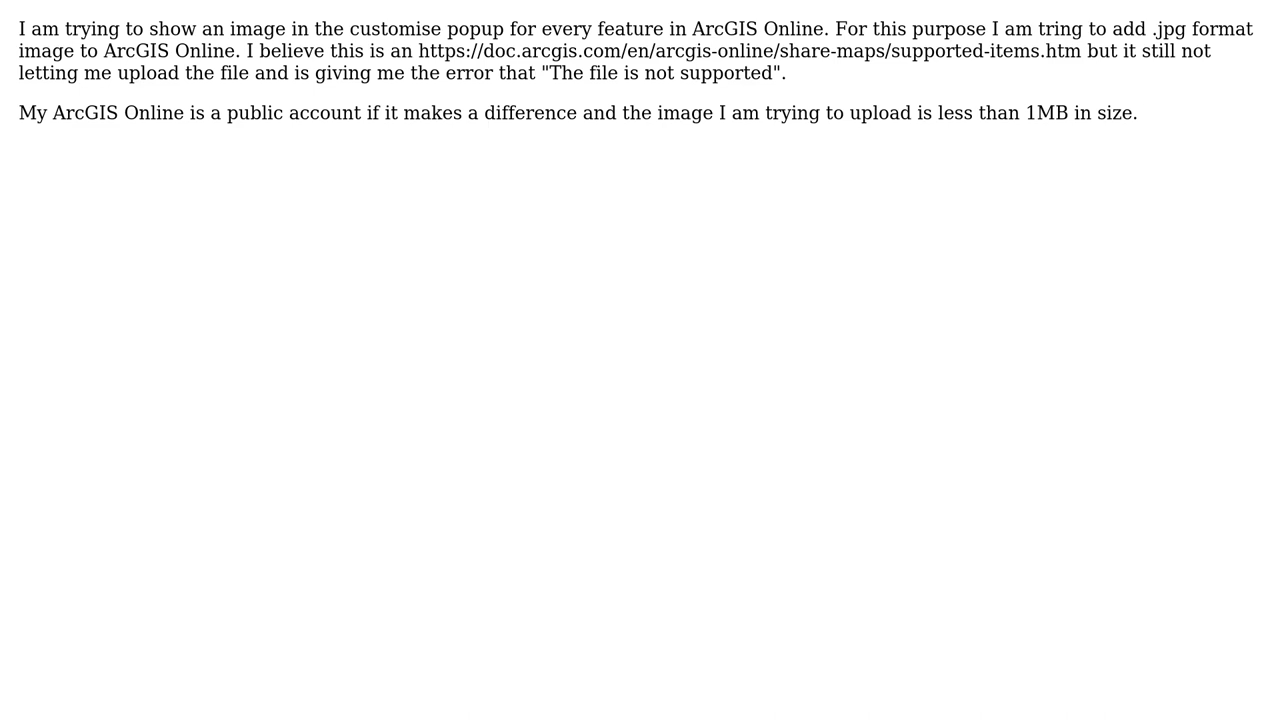 I am trying to show an image in the customise popup for every feature in ArcGIS Online. For this purpose I am tring to add .jpg format
image to ArcGIS Online. I believe this is an https://doc.arcgis.com/en/arcgis-online/share-maps/supported-items.htm but it still not
letting me upload the file and is giving me the error that "The file is not supported".
My ArcGIS Online is a public account if it makes a difference and the image I am trying to upload is less than 1MB in size.